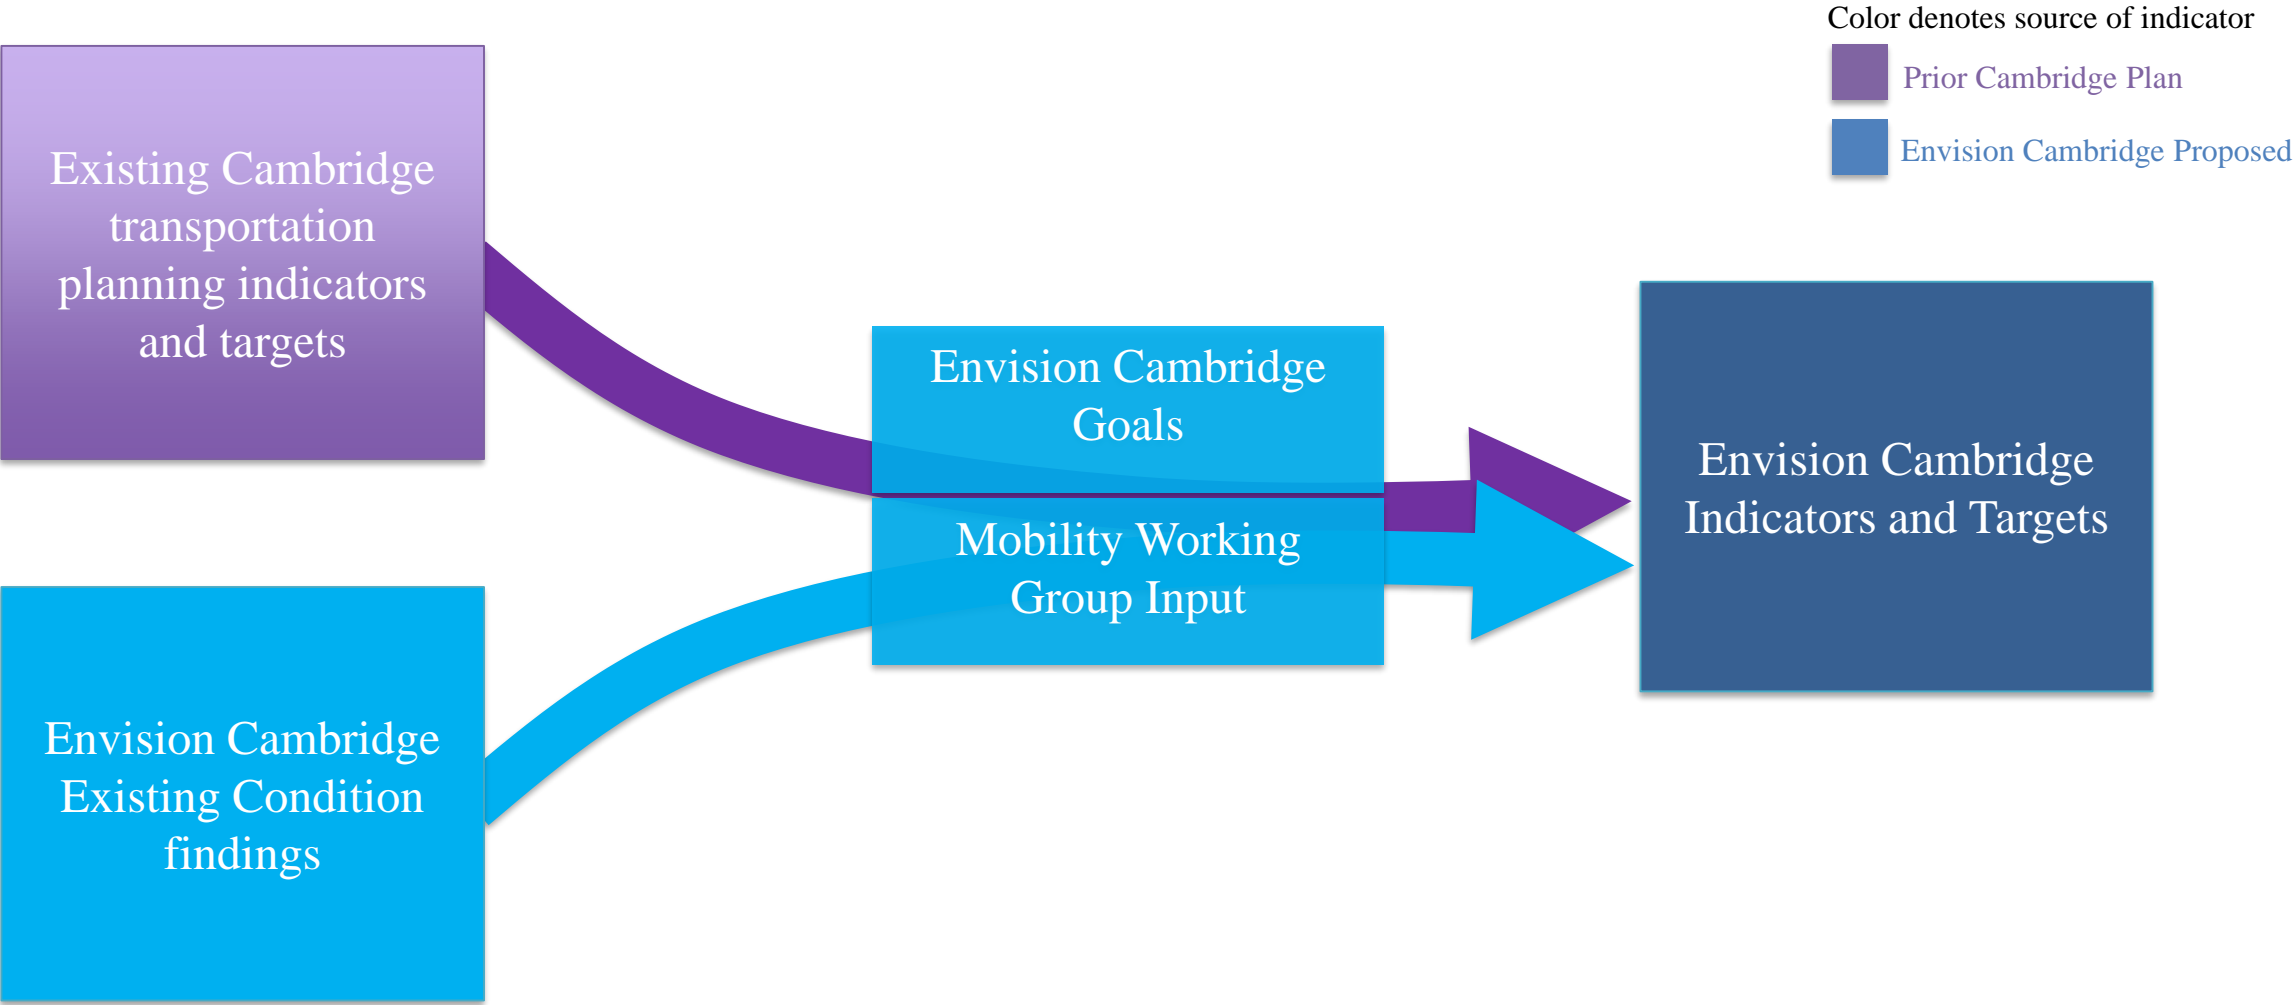 Color denotes source of indicator
Prior Cambridge Plan
Envision Cambridge Proposed
Existing Cambridge
transportation
planning indicators
and targets
Envision Cambridge
Goals
Mobility Working
Group Input
Envision Cambridge
Indicators and Targets
Envision Cambridge
Existing Condition
findings